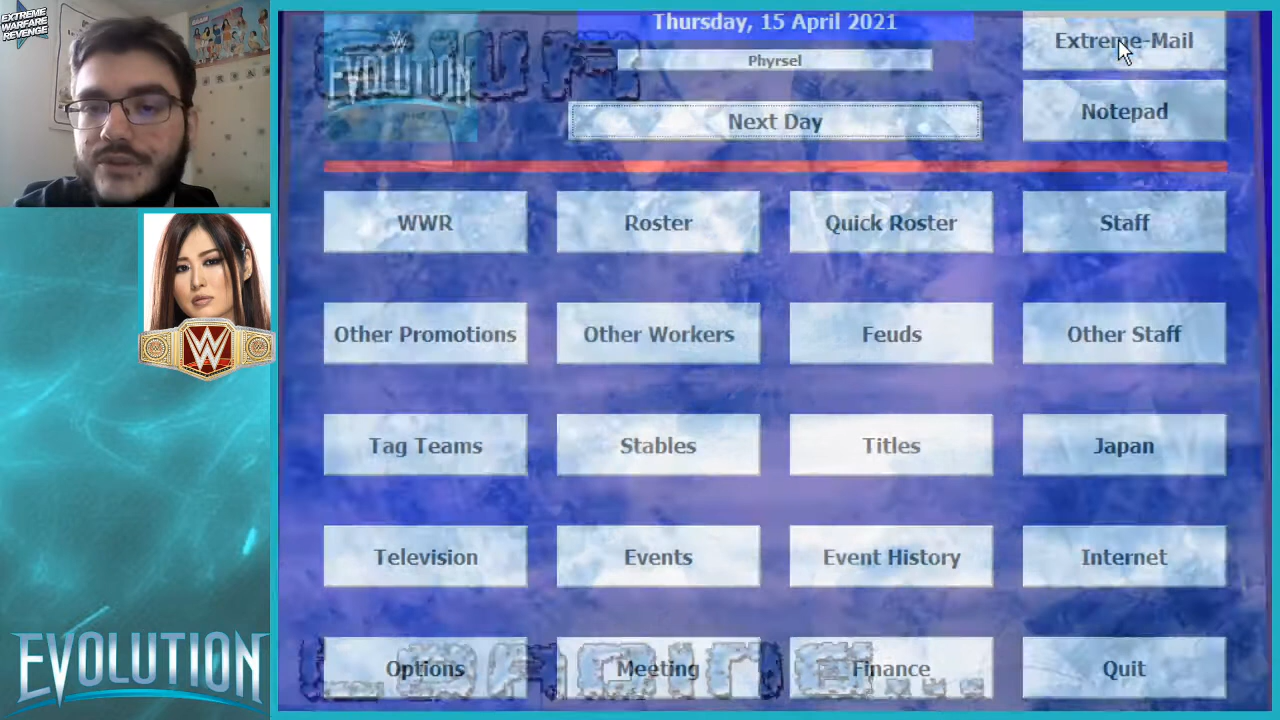 EXTREME
WARFARE
REVENGE
Thursday, 15 April 2021
Phyrsel
Next Day
Extreme-Mail
Notepad
W
EVOLUTION
WWR
Roster
Quick Roster
Staff
Other Promotions
Other Workers
Feuds
Other Staff
Tag Teams
Stables
Titles
Japan
Television
Events
Event History
Internet
Options
Meeting
Finance
Quit
Loading...
W
EVOLUTION